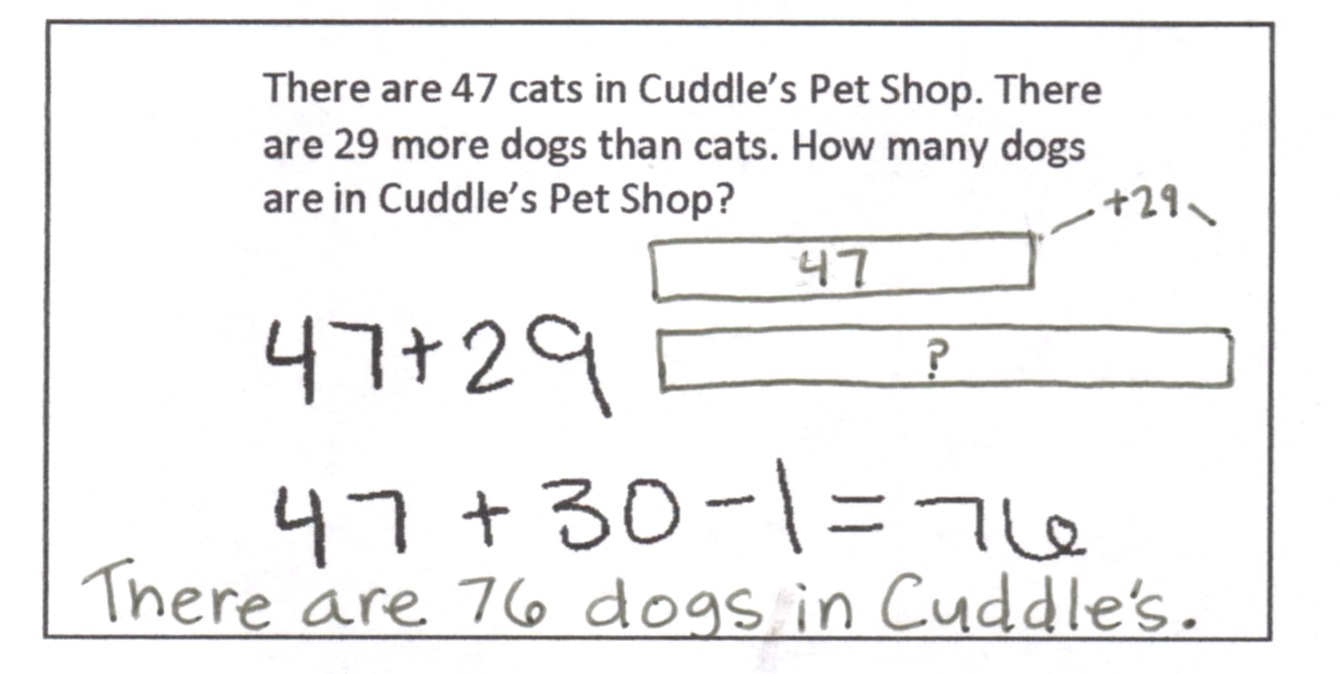 There are 47 cats in Cuddle’s Pet Shop. There
are 29 more dogs than cats. How many dogs
are in Cuddle’s Pet Shop?
+29
47
47+29
?
47 + 30 - 1 = 76
There are 76 dogs in Cuddle's.